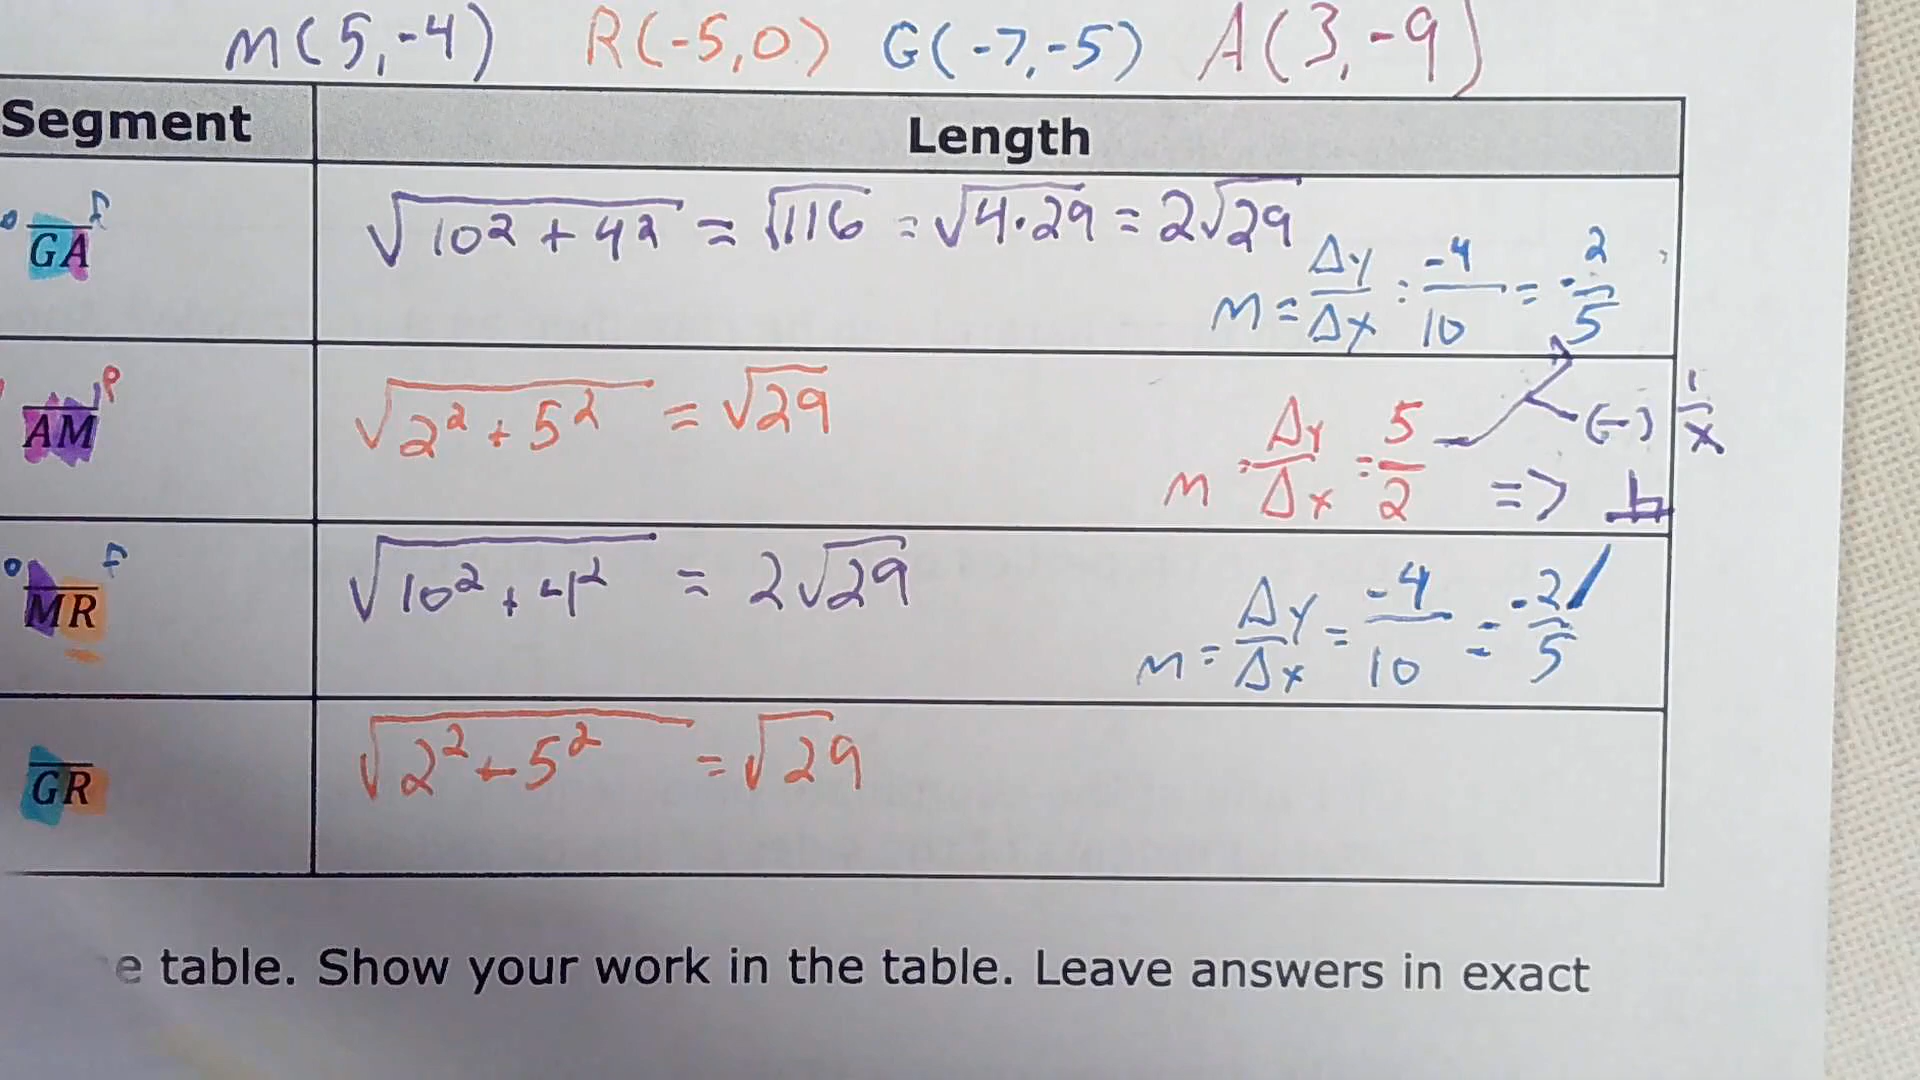 M(5,-4) R(-5,0) G(-7,-5) A(3,-9)
Segment Length
GA √10² + 4² = √116 = √4·29 = 2√29
m = Δy/Δx = -4/10 = -2/5
AM √2² + 5² = √29
m = Δy/Δx = 5/2 (-) 1/x
=> ⊥
MR √10² + 4² = 2√29
m = Δy/Δx = -4/10 = -2/5
GR √2² + 5² = √29
e table. Show your work in the table. Leave answers in exact